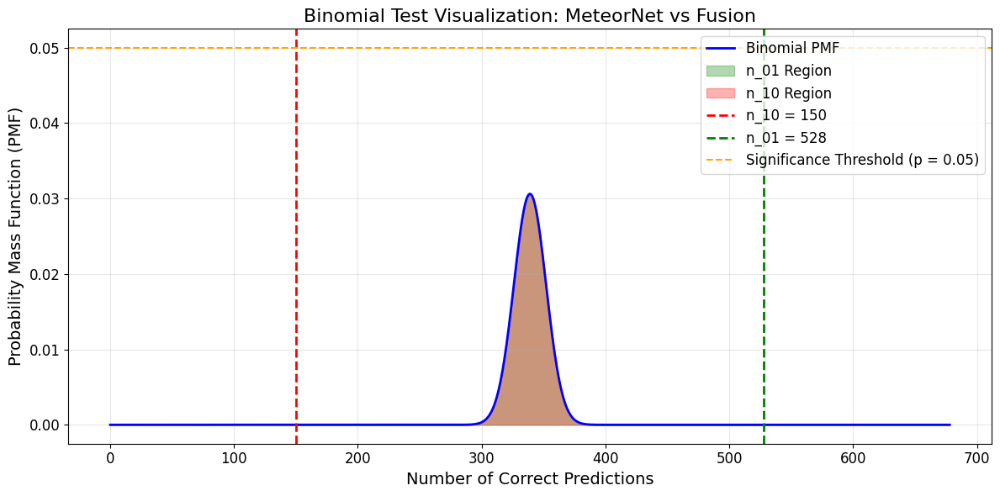 Binomial Test Visualization: MeteorNet vs Fusion
Probability Mass Function (PMF)
0.05
0.04
0.03
0.02
0.01
0.00
Binomial PMF
n_01 Region
n_10 Region
n_10 = 150
n_01 = 528
Significance Threshold (p = 0.05)
0 100 200 300 400 500 600 700
Number of Correct Predictions